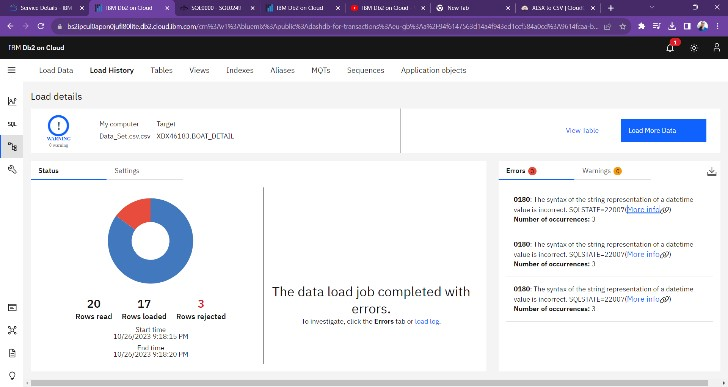 Service Details - IBM
IBM Db2 on Cloud
SQL0000 - SQL0249
IBM Db2 on Cloud
(1) IBM Db2 on Cloud
New Tab
XLSX to CSV | Cloud
IBM Db2 on Cloud
1
Load Data
Load History
Tables
Views
Indexes
Aliases
MQTs
Sequences
Application objects
Load details
WARNING
0 warning
My computer
Data_Set.csv.csv
Target
XDX46183.BOAT_DETAIL
View Table
Load More Data
SQL
Status
Settings
20
Rows read
17
Rows loaded
3
Rows rejected
Start time
10/26/2023 9:18:15 PM
End time
10/26/2023 9:18:20 PM
The data load job completed with
errors.
To investigate, click the Errors tab or load log.
Errors
3
Warnings
0180: The syntax of the string representation of a datetime
value is incorrect. SQLSTATE=22007(More info)
Number of occurrences: 3
0180: The syntax of the string representation of a datetime
value is incorrect. SQLSTATE=22007(More info)
Number of occurrences: 3
0180: The syntax of the string representation of a datetime
value is incorrect. SQLSTATE=22007(More info)
Number of occurrences: 3